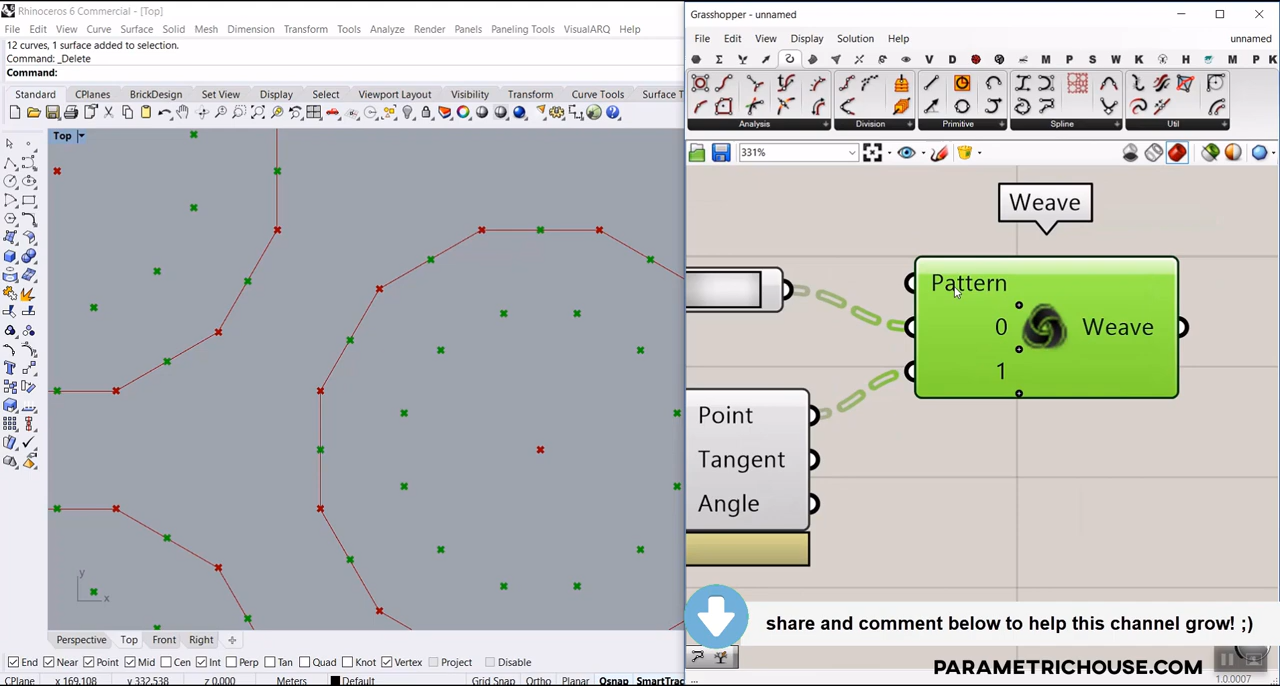 Rhinoceros 6 Commercial - [Top]
File Edit View Curve Surface Solid Mesh Dimension Transform Tools Analyze Render Panels Paneling Tools VisualARQ Help
12 curves, 1 surface added to selection.
Command: _Delete
Command:
Standard CPlanes BrickDesign Set View Display Select Viewport Layout Visibility Transform Curve Tools Surface T
Top
y
x
Perspective Top Front Right
End Near Point Mid Cen Int Perp Tan Quad Knot Vertex Project Disable
CPlane x 169.108 y 332.538 z 0.000 Meters Default Grid Snap Ortho Planar Osnap SmartTrac
Grasshopper - unnamed
File Edit View Display Solution Help unnamed
M P S V D M P K
Analysis Division Primitive Spline Util
331%
Weave
Pattern
0 Weave
1
Point
Tangent
Angle
share and comment below to help this channel grow! ;)
PARAMETRICHOUSE.COM
1.0.0007